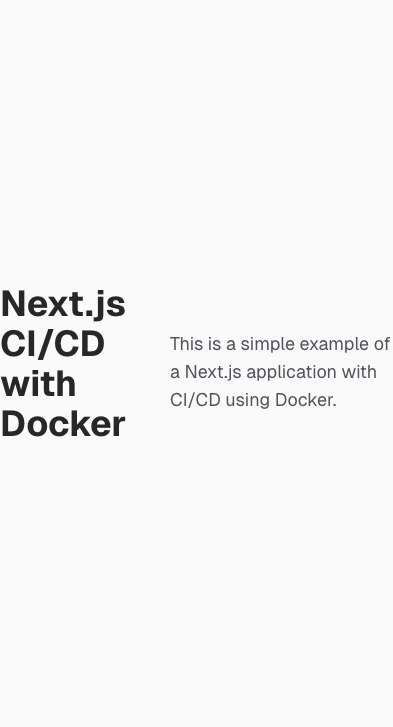 Next.js
CI/CD
with
Docker
This is a simple example of
a Next.js application with
CI/CD using Docker.